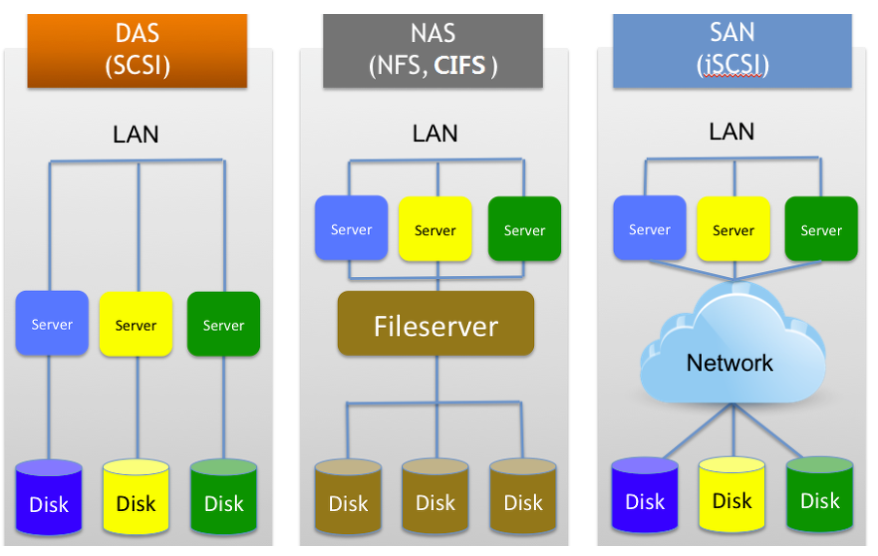 DAS
(SCSI)
LAN
Server Server Server
Disk Disk Disk
NAS
(NFS, CIFS )
LAN
Server Server Server
Fileserver
Disk Disk Disk
SAN
(iSCSI)
LAN
Server Server Server
Network
Disk Disk Disk